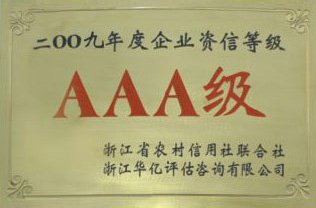 二〇〇九年度企业资信等级
AAA级
浙江省农村信用社联合社
浙江华亿评估咨询有限公司